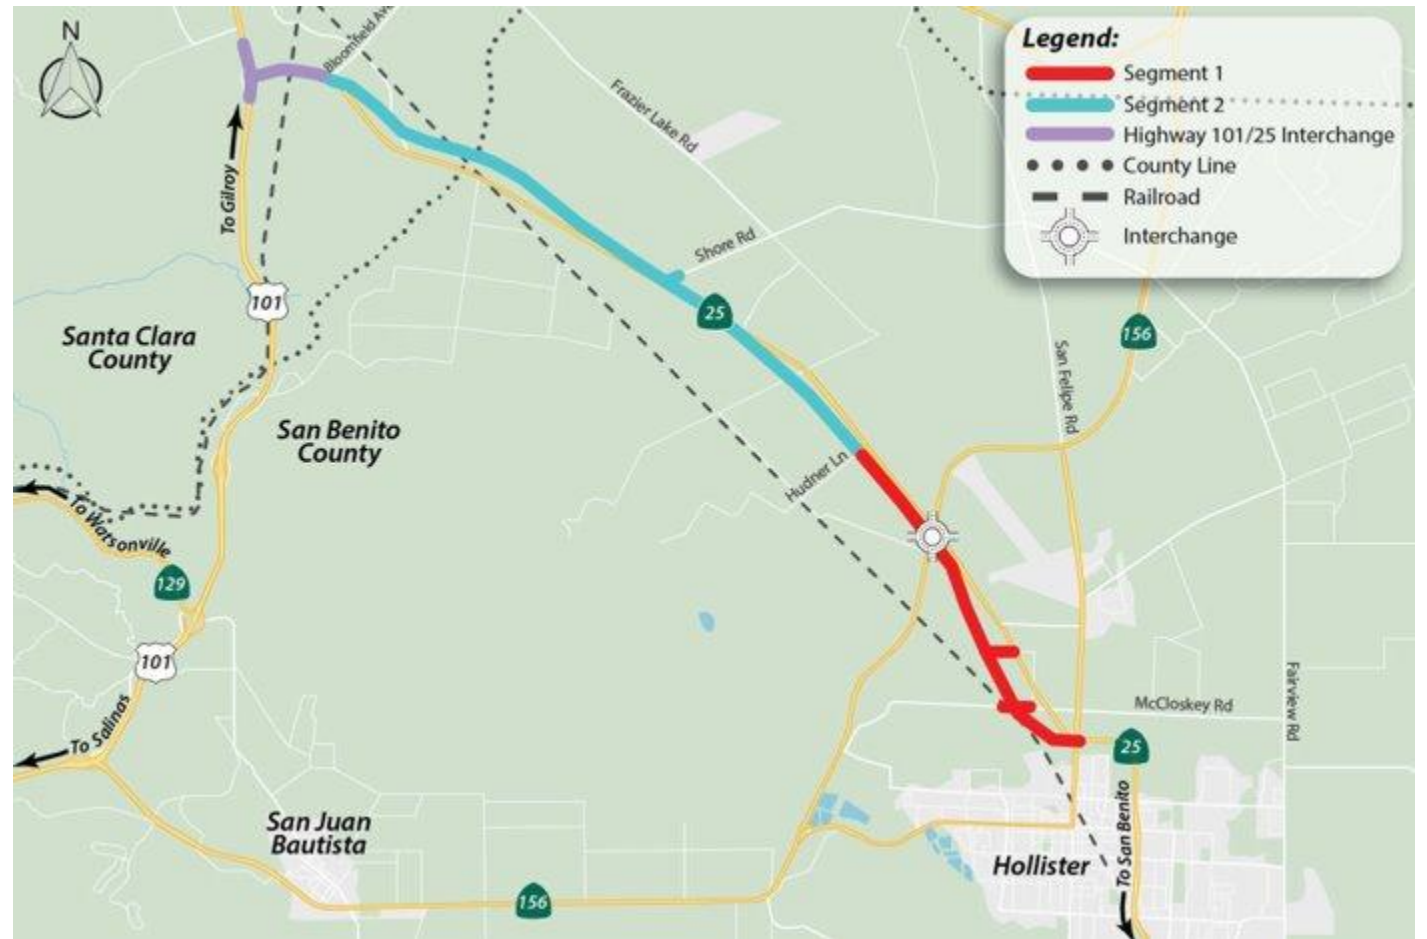 N
Bloomfield Ave
Legend:
Segment 1
Segment 2
Highway 101/25 Interchange
County Line
Railroad
Interchange
Frazier Lake Rd
To Gilroy
Shore Rd
101
25
156
Santa Clara
County
San Felipe Rd
San Benito
County
Hudner Ln
To Watsonville
129
101
Fairview Rd
McCloskey Rd
To Salinas
25
San Juan
Bautista
To San Benito
Hollister
156